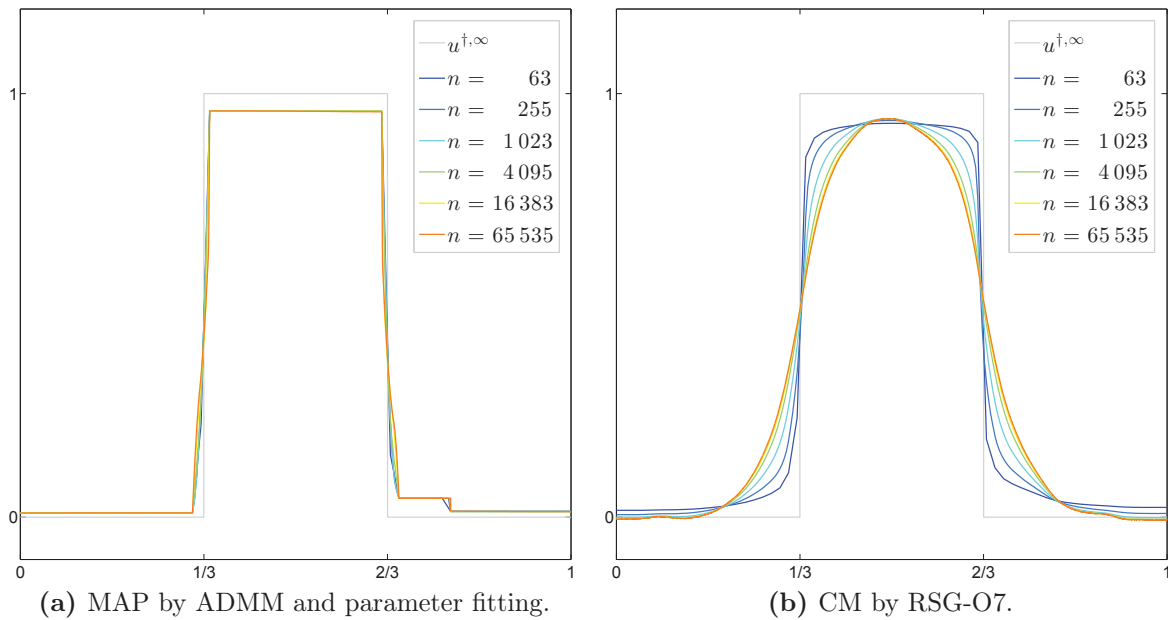 u†,∞
n = 63
n = 255
n = 1 023
n = 4 095
n = 16 383
n = 65 535
1
0
0
1/3
2/3
1
(a) MAP by ADMM and parameter fitting.
u†,∞
n = 63
n = 255
n = 1 023
n = 4 095
n = 16 383
n = 65 535
1
0
0
1/3
2/3
1
(b) CM by RSG-O7.